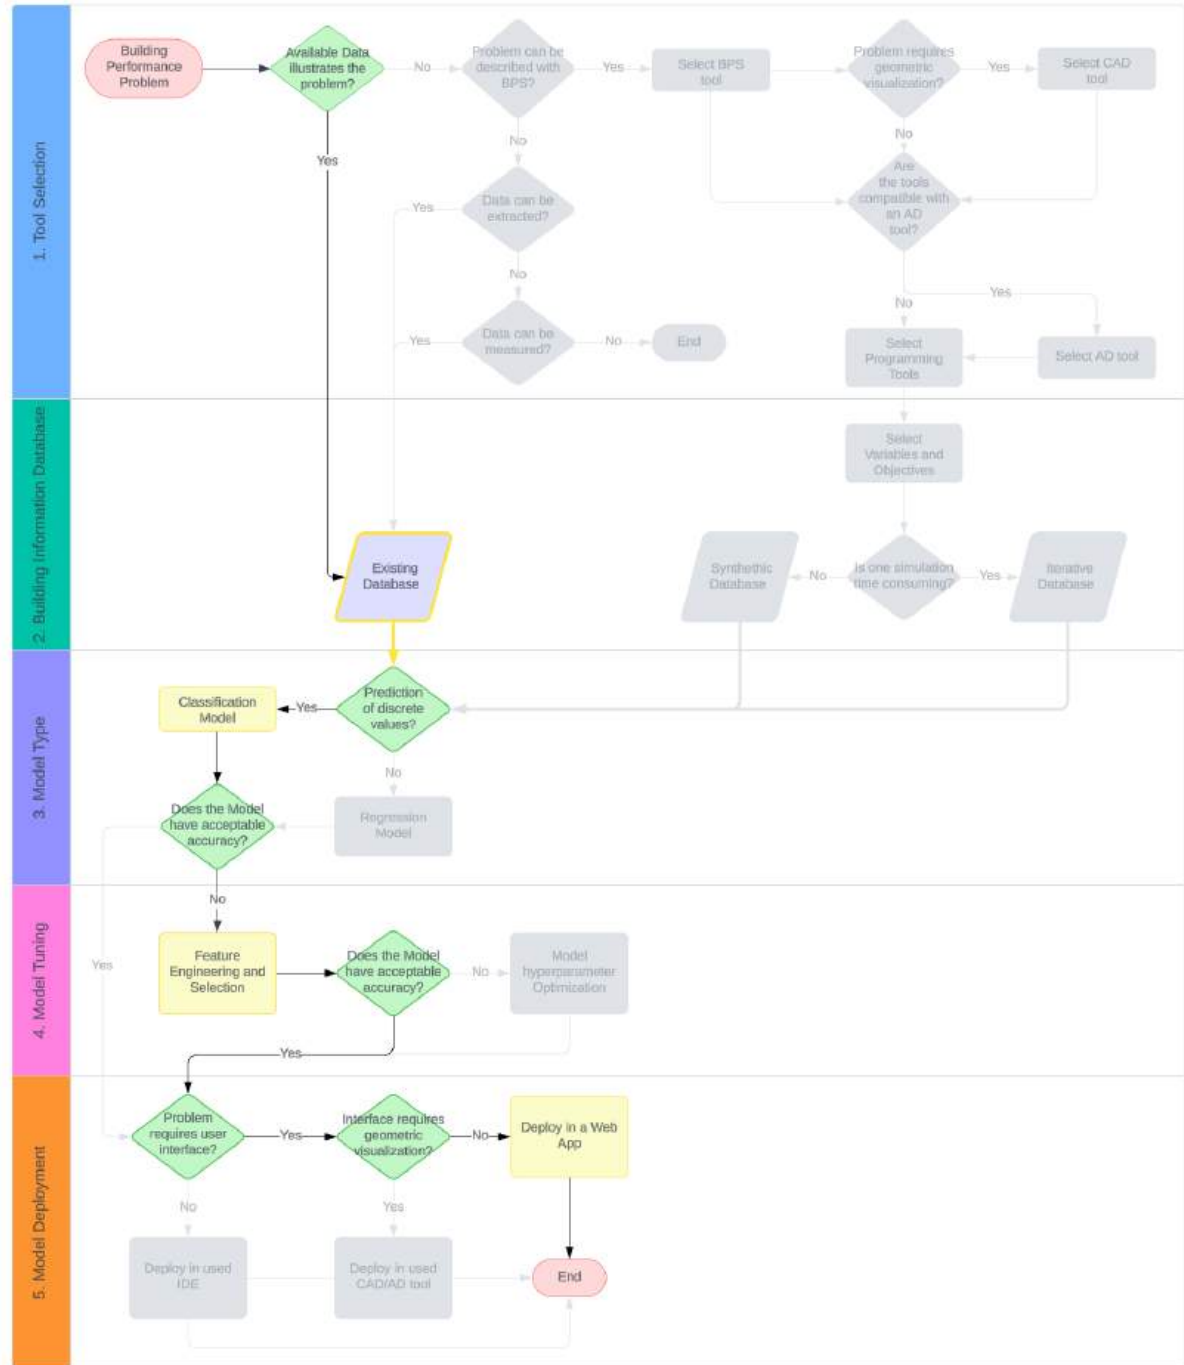 1. Tool Selection
Building
Performance
Problem
Available Data
illustrates the
problem?
No
Problem can be
described with
BPS?
Yes
Select BPS
tool
Problem requires
geometric
visualization?
Yes
Select CAD
tool
Yes
No
No
Are
the tools
compatible with
an AD
tool?
Data can be
extracted?
Yes
No
Yes
No
Data can be
measured?
Yes
No
End
Select
Programming
Tools
Select AD tool
2. Building Information Database
Select
Variables and
Objectives
Existing
Database
Synthethic
Database
No
Is one simulation
time consuming?
Yes
Iterative
Database
3. Model Type
Classification
Model
Yes
Prediction
of discrete
values?
No
Does the Model
have acceptable
accuracy?
Regression
Model
No
4. Model Tuning
Yes
Feature
Engineering and
Selection
Does the Model
have acceptable
accuracy?
No
Model
hyperparameter
Optimization
Yes
5. Model Deployment
Problem
requires user
interface?
Yes
Interface requires
geometric
visualization?
No
Deploy in a Web
App
No
Yes
Deploy in used
IDE
Deploy in used
CAD/AD tool
End